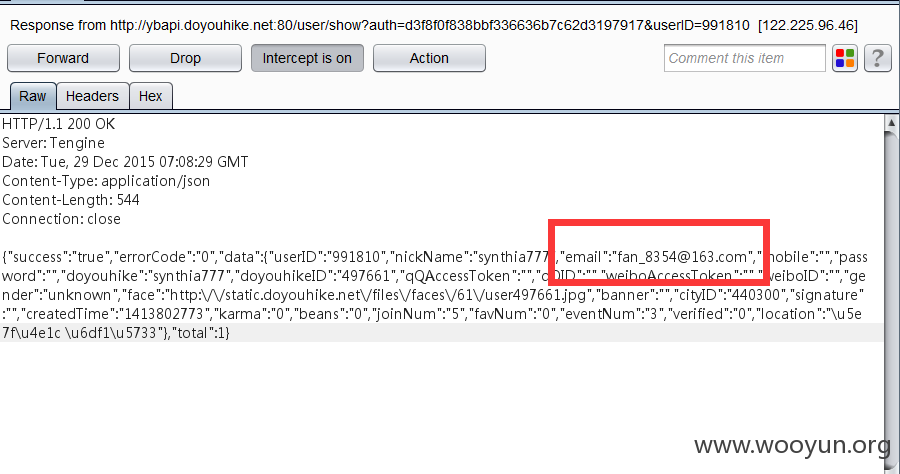 Response from http://ybapi.doyouhike.net:80/user/show?auth=d3f8f0f838bbf336636b7c62d3197917&userID=991810 [122.225.96.46]
Forward Drop Intercept is on Action Comment this item ?
Raw Headers Hex
HTTP/1.1 200 OK
Server: Tengine
Date: Tue, 29 Dec 2015 07:08:29 GMT
Content-Type: application/json
Content-Length: 544
Connection: close
{"success":"true","errorCode":"0","data":{"userID":"991810","nickName":"synthia777","email":"fan_8354@163.com","mobile":"","pas
sword":"","doyouhike":"synthia777","doyouhikeID":"497661","qQAccessToken":"","qQID":"","weiboAccessToken":"","weiboID":"","ge
nder":"unknown","face":"http:\/\/static.doyouhike.net\/files\/faces\/61\/user497661.jpg","banner":"","cityID":"440300","signature"
:"","createdTime":"1413802773","karma":"0","beans":"0","joinNum":"5","favNum":"0","eventNum":"3","verified":"0","location":"\u5e
7f\u4e1c \u6df1\u5733"},"total":1}
www.wooyun.org